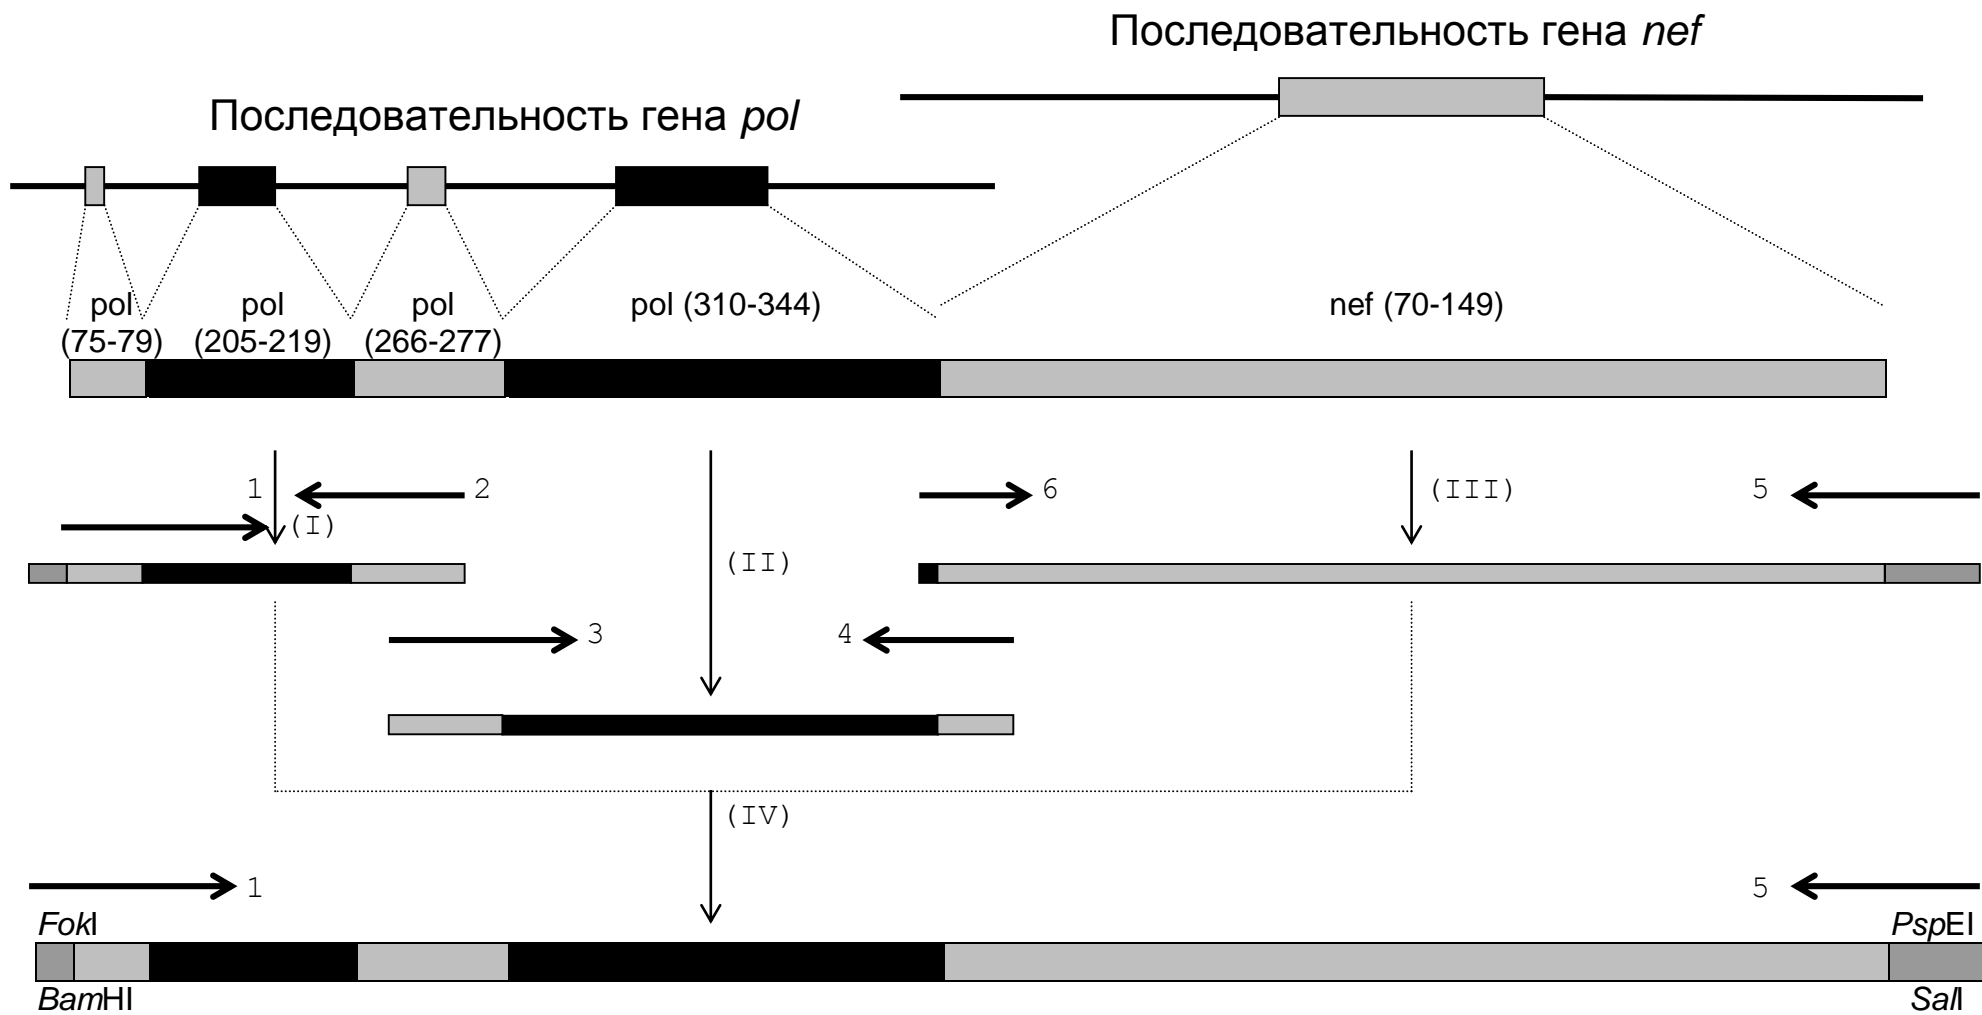 Последовательность гена nef
Последовательность гена pol
pol
(75-79)
pol
(205-219)
pol
(266-277)
pol (310-344)
nef (70-149)
1
2
6
(III)
5
(I)
(II)
3
4
(IV)
1
5
FokI
PspEI
BamHI
SalI